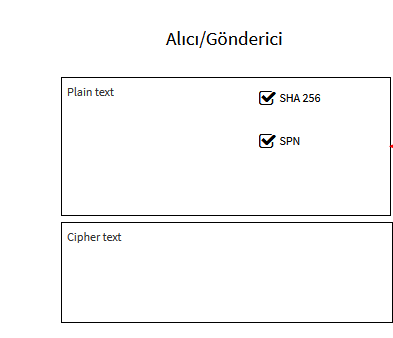 Alıcı/Gönderici
Plain text
SHA 256
SPN
Cipher text